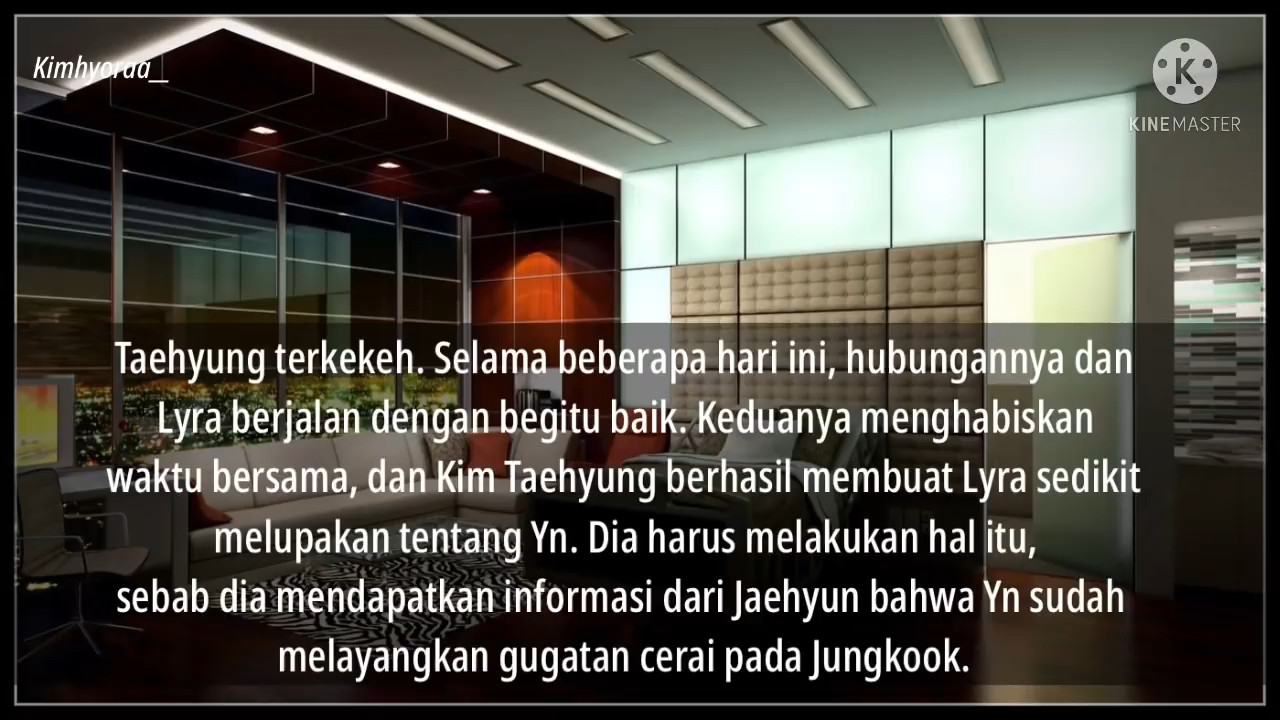 Kimhyoraa__
K
KINEMASTER
Taehyung terkekeh. Selama beberapa hari ini, hubungannya dan
Lyra berjalan dengan begitu baik. Keduanya menghabiskan
waktu bersama, dan Kim Taehyung berhasil membuat Lyra sedikit
melupakan tentang Yn. Dia harus melakukan hal itu,
sebab dia mendapatkan informasi dari Jaehyun bahwa Yn sudah
melayangkan gugatan cerai pada Jungkook.